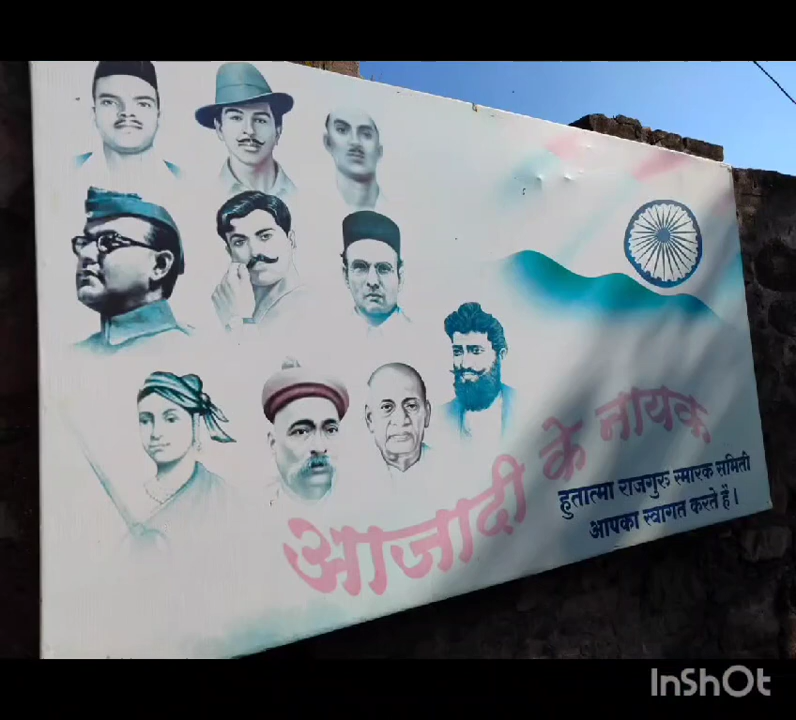 आजादी के नायक
हुतात्मा राजगुरु स्मारक समिती
आपका स्वागत करते हैं।
InShOt